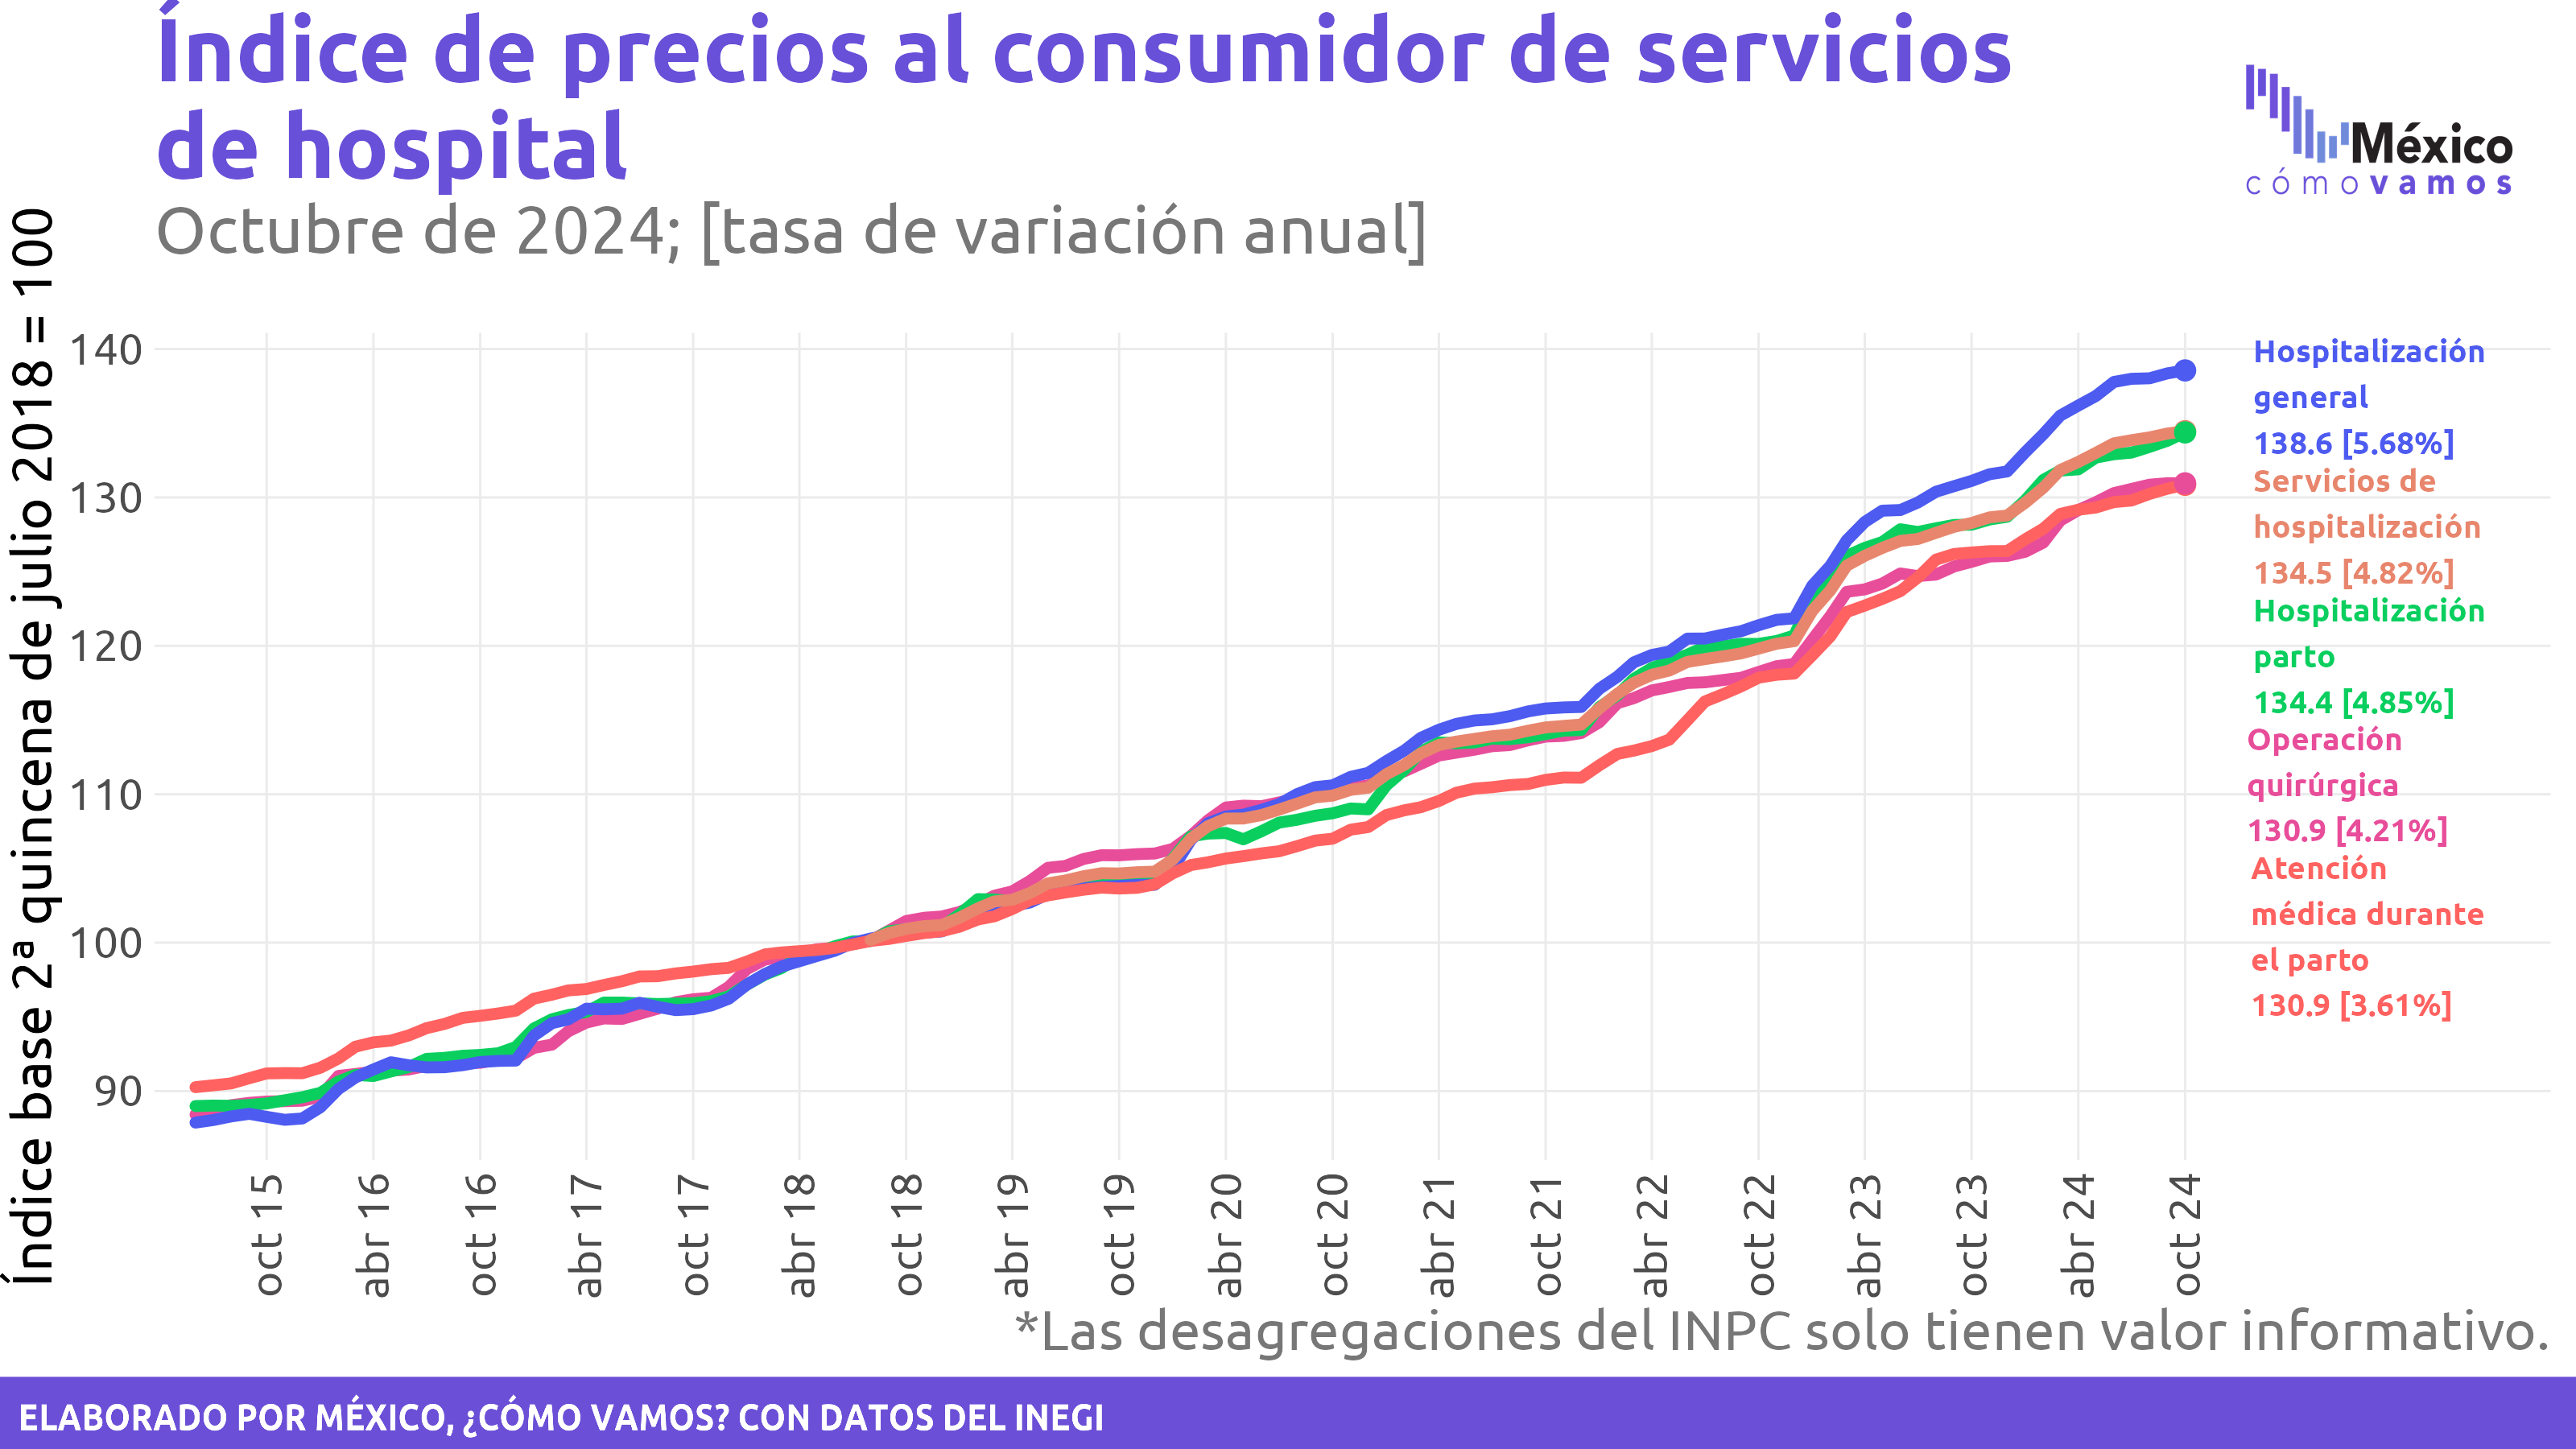 Índice de precios al consumidor de servicios
de hospital
Octubre de 2024; [tasa de variación anual]
México
cómo vamos
Índice base 2ª quincena de julio 2018 = 100
140
130
120
110
100
90
Hospitalización
general
138.6 [5.68%]
Servicios de
hospitalización
134.5 [4.82%]
Hospitalización
parto
134.4 [4.85%]
Operación
quirúrgica
130.9 [4.21%]
Atención
médica durante
el parto
130.9 [3.61%]
oct 15
abr 16
oct 16
abr 17
oct 17
abr 18
oct 18
abr 19
oct 19
abr 20
oct 20
abr 21
oct 21
abr 22
oct 22
abr 23
oct 23
abr 24
oct 24
*Las desagregaciones del INPC solo tienen valor informativo.
ELABORADO POR MÉXICO, ¿CÓMO VAMOS? CON DATOS DEL INEGI